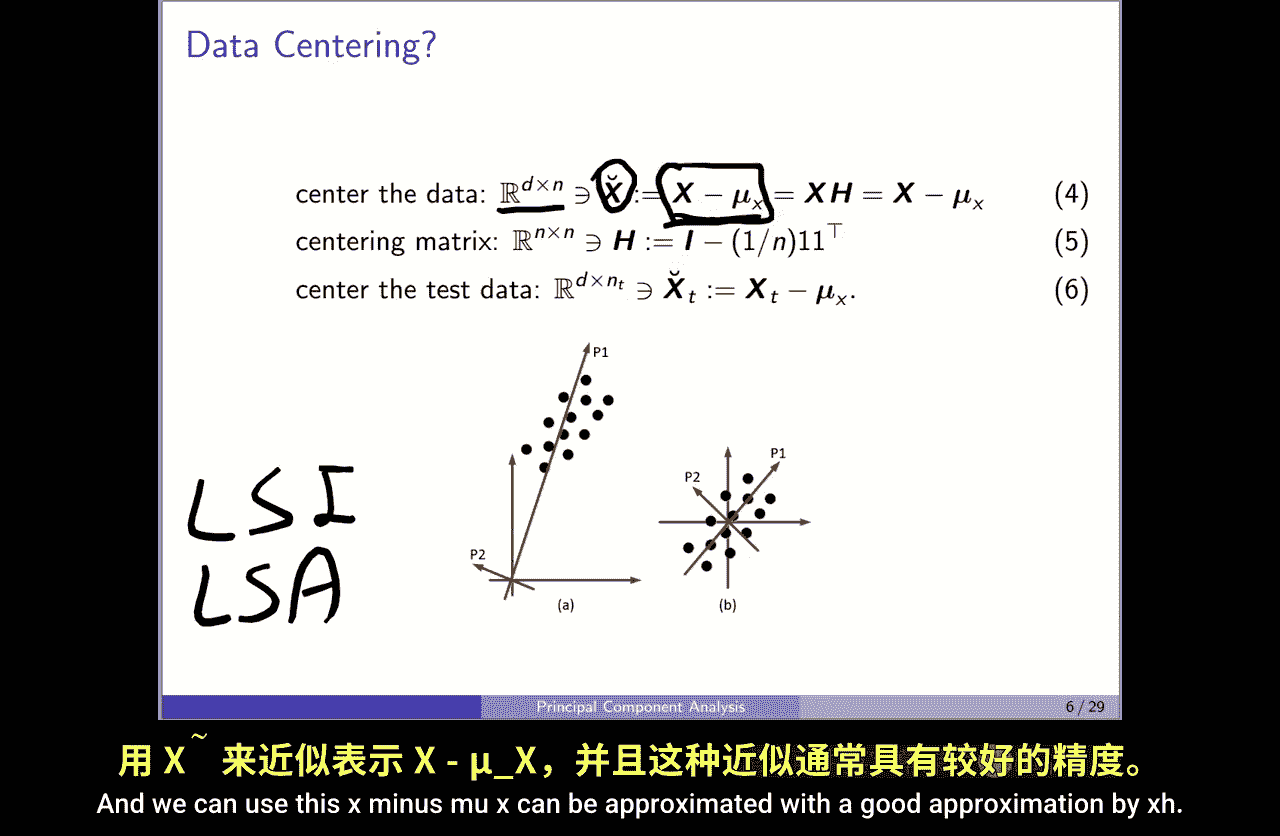 Data Centering?
center the data: ℝ^{d×n} ∋ X̆ := X − μ_x = XH = X − μ_x (4)
centering matrix: ℝ^{n×n} ∋ H := I − (1/n)11^⊤ (5)
center the test data: ℝ^{d×n_t} ∋ X̆_t := X_t − μ_x. (6)
P1
P2
(a)
P1
P2
(b)
LSI
LSA
Principal Component Analysis
6 / 29
用 X~ 来近似表示 X - μ_X，并且这种近似通常具有较好的精度。
And we can use this x minus mu x can be approximated with a good approximation by xh.